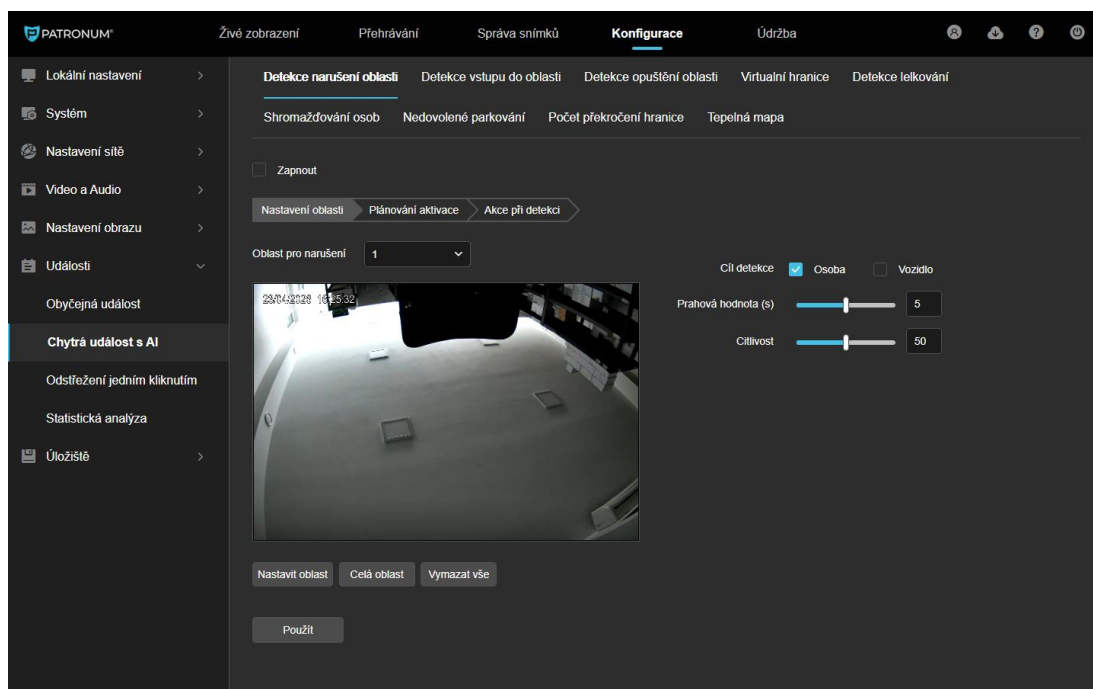 PATRONUM®
Živé zobrazení Přehrávání Správa snímků Konfigurace Údržba
Lokální nastavení
Systém
Nastavení sítě
Video a Audio
Nastavení obrazu
Události
Obyčejná událost
Chytrá událost s AI
Odstřežení jedním kliknutím
Statistická analýza
Úložiště
Detekce narušení oblasti Detekce vstupu do oblasti Detekce opuštění oblasti Virtualní hranice Detekce lelkování
Shromažďování osob Nedovolené parkování Počet překročení hranice Tepelná mapa
Zapnout
Nastavení oblasti Plánování aktivace Akce při detekci
Oblast pro narušení 1
Cíl detekce Osoba Vozidlo
Prahová hodnota (s) 5
Citlivost 50
Nastavit oblast Celá oblast Vymazat vše
Použít